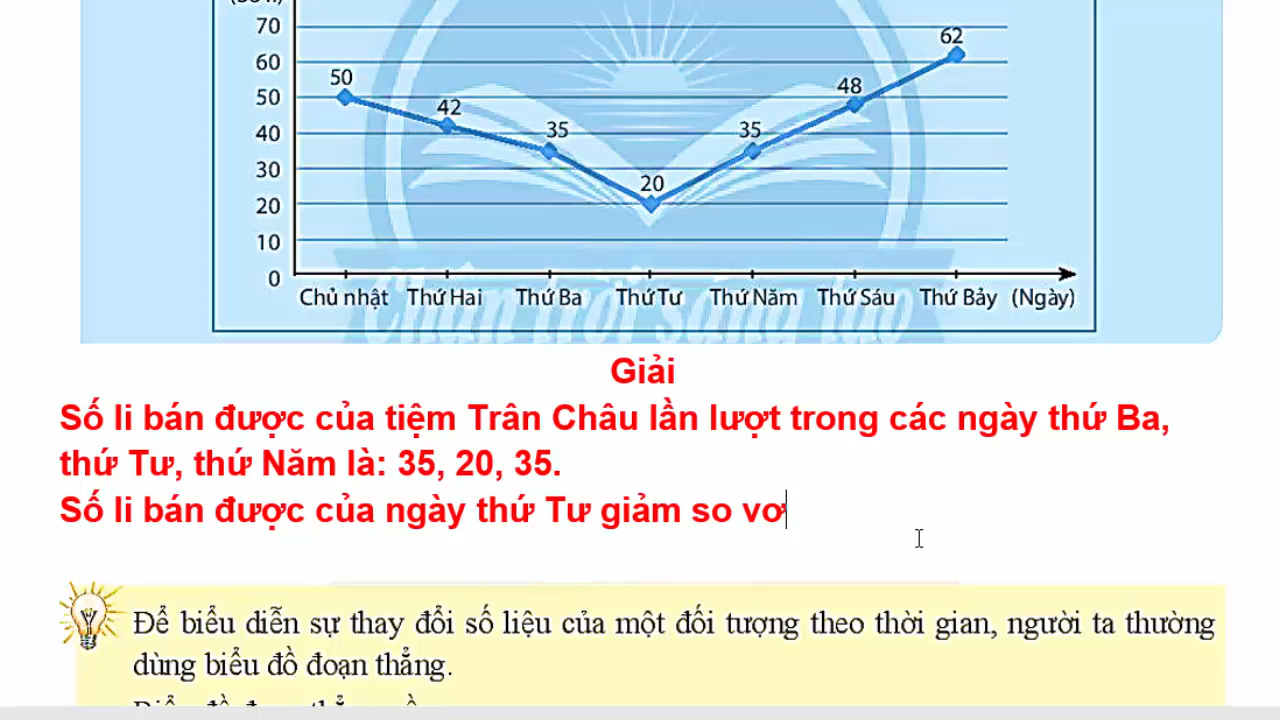 70
62
60
50
50
48
42
40
35
35
30
20
20
10
0
Chủ nhật Thứ Hai Thứ Ba Thứ Tư Thứ Năm Thứ Sáu Thứ Bảy (Ngày)
Chân trời sáng tạo
Giải
Số li bán được của tiệm Trân Châu lần lượt trong các ngày thứ Ba,
thứ Tư, thứ Năm là: 35, 20, 35.
Số li bán được của ngày thứ Tư giảm so vơ
Để biểu diễn sự thay đổi số liệu của một đối tượng theo thời gian, người ta thường
dùng biểu đồ đoạn thẳng.